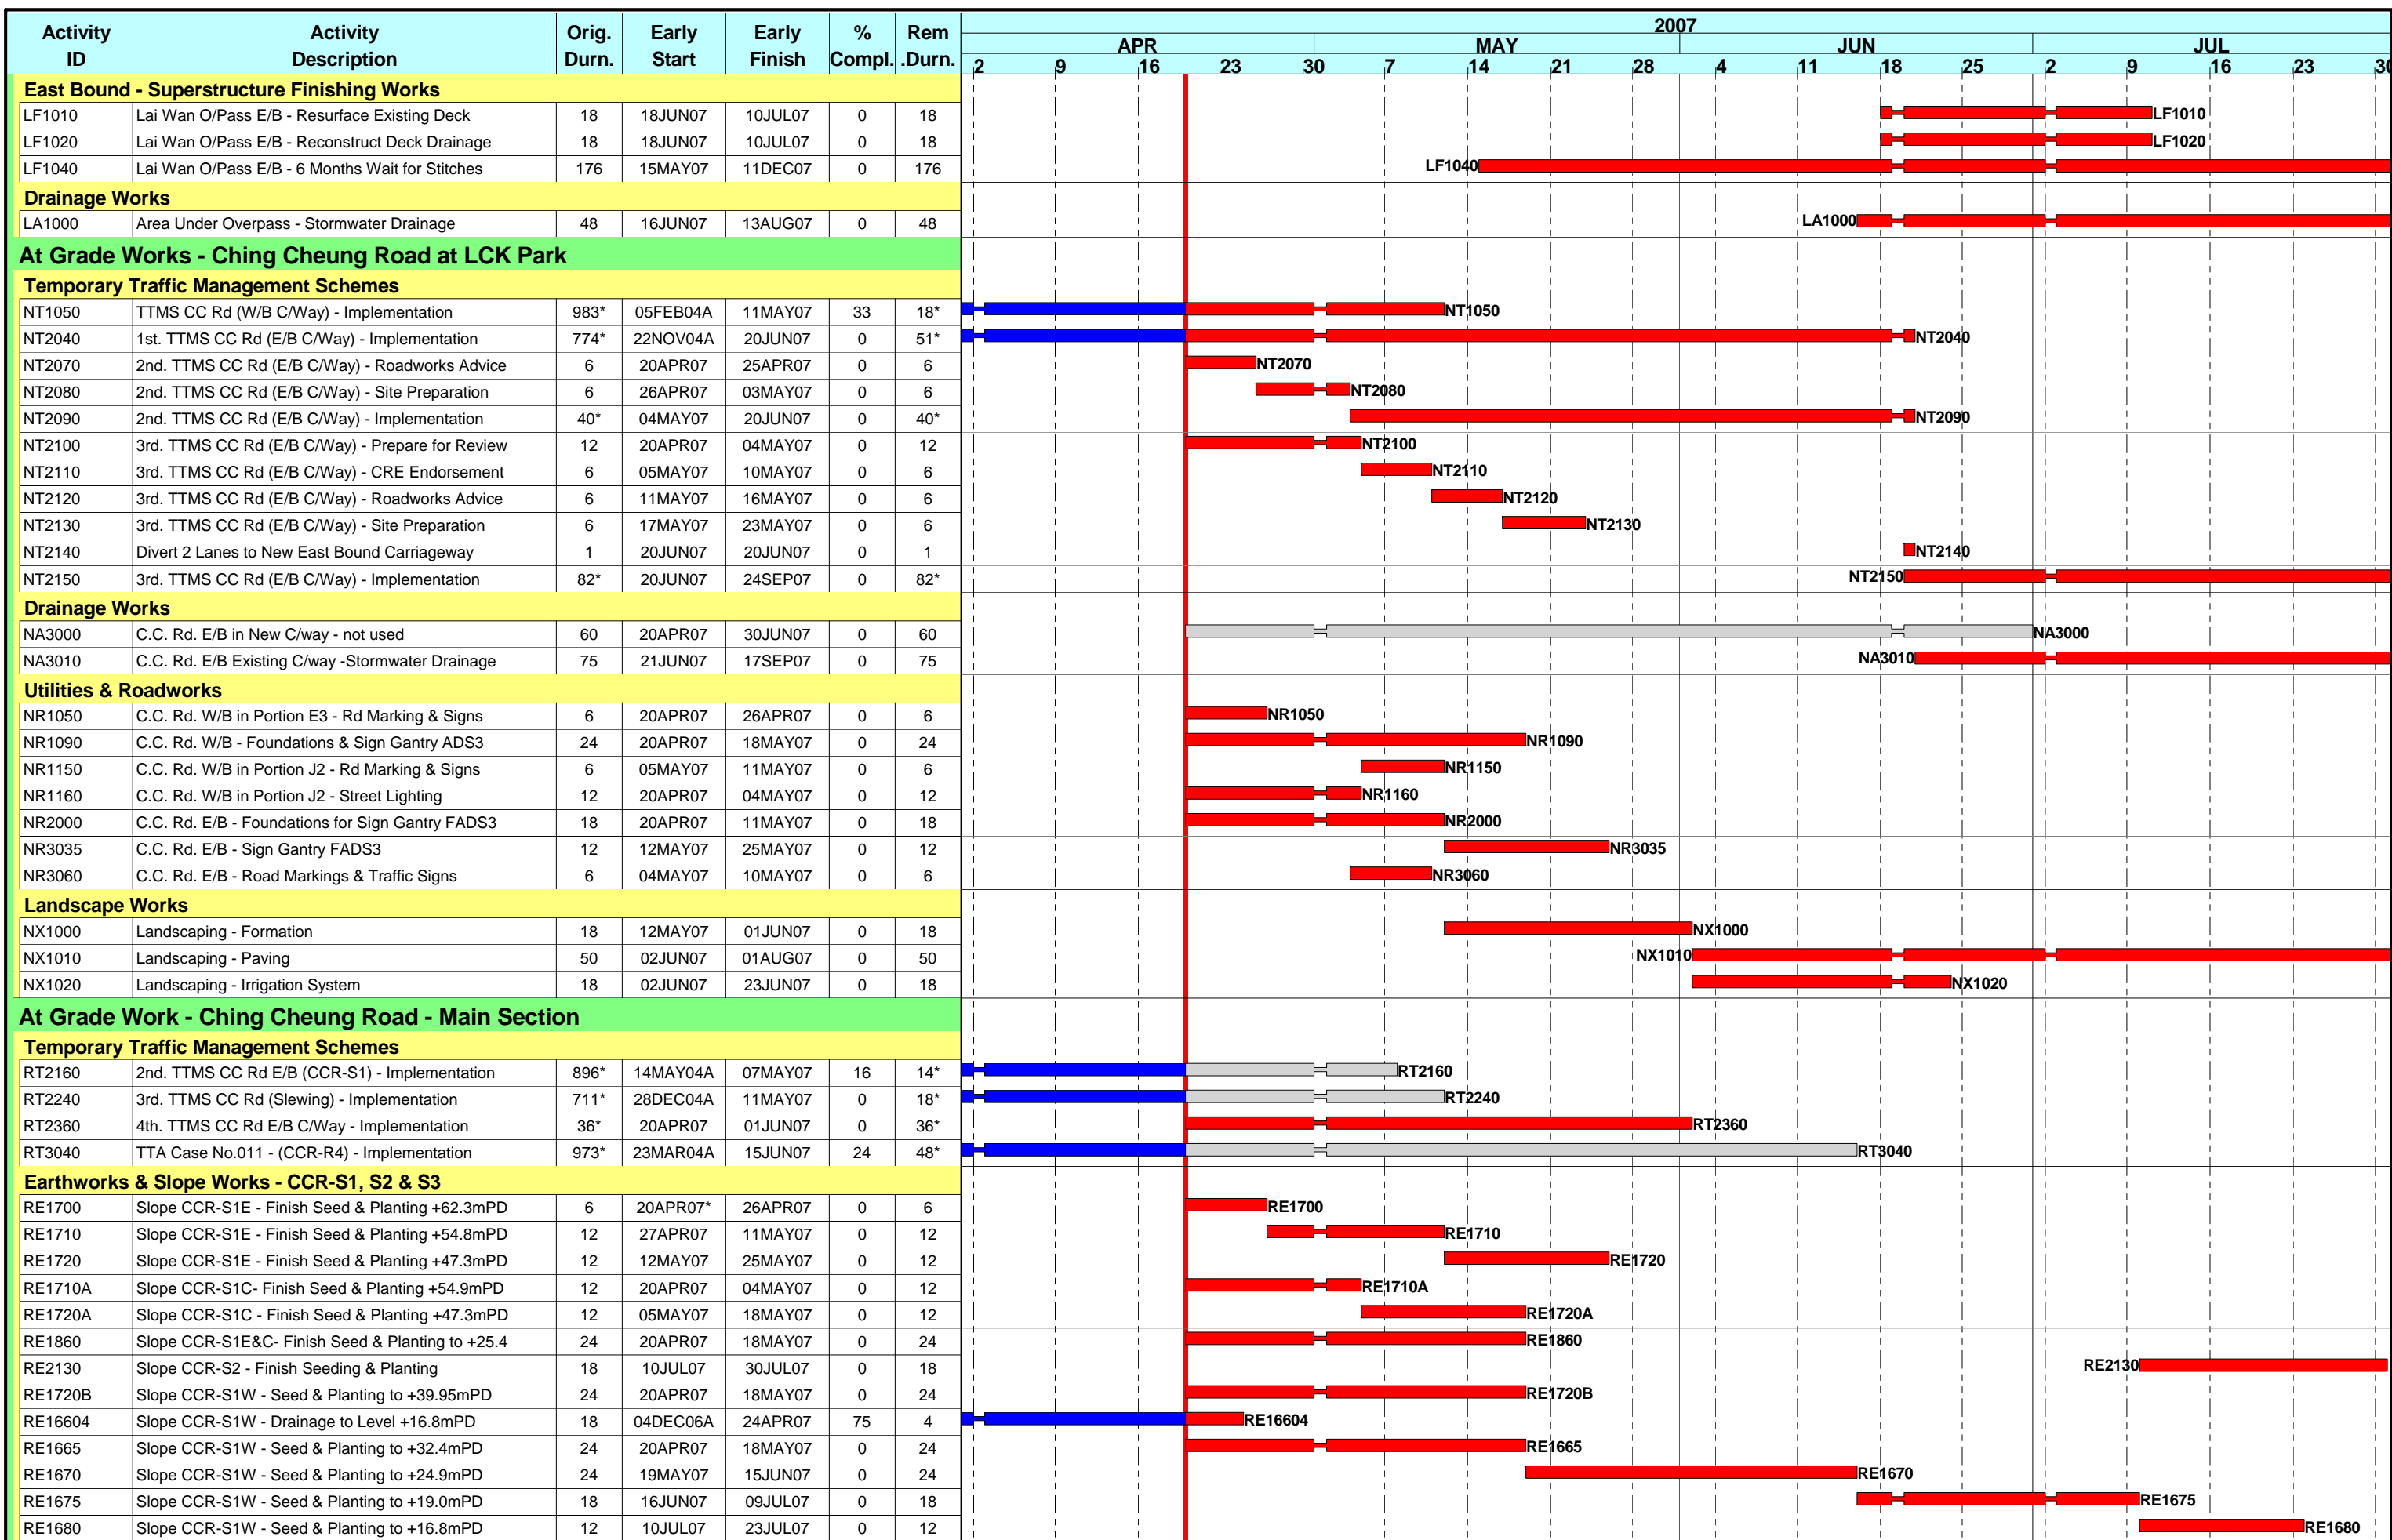 2007
Activity Activity Orig. Early Early % Rem APR MAY JUN JUL
ID Description Durn. Start Finish Compl. .Durn. 2 9 16 23 30 7 14 21 28 4 11 18 25 2 9 16 23 30
East Bound - Superstructure Finishing Works
LF1010 Lai Wan O/Pass E/B - Resurface Existing Deck 18 18JUN07 10JUL07 0 18 LF1010
LF1020 Lai Wan O/Pass E/B - Reconstruct Deck Drainage 18 18JUN07 10JUL07 0 18 LF1020
LF1040 Lai Wan O/Pass E/B - 6 Months Wait for Stitches 176 15MAY07 11DEC07 0 176 LF1040
Drainage Works
LA1000 Area Under Overpass - Stormwater Drainage 48 16JUN07 13AUG07 0 48 LA1000
At Grade Works - Ching Cheung Road at LCK Park
Temporary Traffic Management Schemes
NT1050 TTMS CC Rd (W/B C/Way) - Implementation 983* 05FEB04A 11MAY07 33 18* NT1050
NT2040 1st. TTMS CC Rd (E/B C/Way) - Implementation 774* 22NOV04A 20JUN07 0 51* NT2040
NT2070 2nd. TTMS CC Rd (E/B C/Way) - Roadworks Advice 6 20APR07 25APR07 0 6 NT2070
NT2080 2nd. TTMS CC Rd (E/B C/Way) - Site Preparation 6 26APR07 03MAY07 0 6 NT2080
NT2090 2nd. TTMS CC Rd (E/B C/Way) - Implementation 40* 04MAY07 20JUN07 0 40* NT2090
NT2100 3rd. TTMS CC Rd (E/B C/Way) - Prepare for Review 12 20APR07 04MAY07 0 12 NT2100
NT2110 3rd. TTMS CC Rd (E/B C/Way) - CRE Endorsement 6 05MAY07 10MAY07 0 6 NT2110
NT2120 3rd. TTMS CC Rd (E/B C/Way) - Roadworks Advice 6 11MAY07 16MAY07 0 6 NT2120
NT2130 3rd. TTMS CC Rd (E/B C/Way) - Site Preparation 6 17MAY07 23MAY07 0 6 NT2130
NT2140 Divert 2 Lanes to New East Bound Carriageway 1 20JUN07 20JUN07 0 1 NT2140
NT2150 3rd. TTMS CC Rd (E/B C/Way) - Implementation 82* 20JUN07 24SEP07 0 82* NT2150
Drainage Works
NA3000 C.C. Rd. E/B in New C/way - not used 60 20APR07 30JUN07 0 60 NA3000
NA3010 C.C. Rd. E/B Existing C/way -Stormwater Drainage 75 21JUN07 17SEP07 0 75 NA3010
Utilities & Roadworks
NR1050 C.C. Rd. W/B in Portion E3 - Rd Marking & Signs 6 20APR07 26APR07 0 6 NR1050
NR1090 C.C. Rd. W/B - Foundations & Sign Gantry ADS3 24 20APR07 18MAY07 0 24 NR1090
NR1150 C.C. Rd. W/B in Portion J2 - Rd Marking & Signs 6 05MAY07 11MAY07 0 6 NR1150
NR1160 C.C. Rd. W/B in Portion J2 - Street Lighting 12 20APR07 04MAY07 0 12 NR1160
NR2000 C.C. Rd. E/B - Foundations for Sign Gantry FADS3 18 20APR07 11MAY07 0 18 NR2000
NR3035 C.C. Rd. E/B - Sign Gantry FADS3 12 12MAY07 25MAY07 0 12 NR3035
NR3060 C.C. Rd. E/B - Road Markings & Traffic Signs 6 04MAY07 10MAY07 0 6 NR3060
Landscape Works
NX1000 Landscaping - Formation 18 12MAY07 01JUN07 0 18 NX1000
NX1010 Landscaping - Paving 50 02JUN07 01AUG07 0 50 NX1010
NX1020 Landscaping - Irrigation System 18 02JUN07 23JUN07 0 18 NX1020
At Grade Work - Ching Cheung Road - Main Section
Temporary Traffic Management Schemes
RT2160 2nd. TTMS CC Rd E/B (CCR-S1) - Implementation 896* 14MAY04A 07MAY07 16 14* RT2160
RT2240 3rd. TTMS CC Rd (Slewing) - Implementation 711* 28DEC04A 11MAY07 0 18* RT2240
RT2360 4th. TTMS CC Rd E/B C/Way - Implementation 36* 20APR07 01JUN07 0 36* RT2360
RT3040 TTA Case No.011 - (CCR-R4) - Implementation 973* 23MAR04A 15JUN07 24 48* RT3040
Earthworks & Slope Works - CCR-S1, S2 & S3
RE1700 Slope CCR-S1E - Finish Seed & Planting +62.3mPD 6 20APR07* 26APR07 0 6 RE1700
RE1710 Slope CCR-S1E - Finish Seed & Planting +54.8mPD 12 27APR07 11MAY07 0 12 RE1710
RE1720 Slope CCR-S1E - Finish Seed & Planting +47.3mPD 12 12MAY07 25MAY07 0 12 RE1720
RE1710A Slope CCR-S1C- Finish Seed & Planting +54.9mPD 12 20APR07 04MAY07 0 12 RE1710A
RE1720A Slope CCR-S1C - Finish Seed & Planting +47.3mPD 12 05MAY07 18MAY07 0 12 RE1720A
RE1860 Slope CCR-S1E&C- Finish Seed & Planting to +25.4 24 20APR07 18MAY07 0 24 RE1860
RE2130 Slope CCR-S2 - Finish Seeding & Planting 18 10JUL07 30JUL07 0 18 RE2130
RE1720B Slope CCR-S1W - Seed & Planting to +39.95mPD 24 20APR07 18MAY07 0 24 RE1720B
RE16604 Slope CCR-S1W - Drainage to Level +16.8mPD 18 04DEC06A 24APR07 75 4 RE16604
RE1665 Slope CCR-S1W - Seed & Planting to +32.4mPD 24 20APR07 18MAY07 0 24 RE1665
RE1670 Slope CCR-S1W - Seed & Planting to +24.9mPD 24 19MAY07 15JUN07 0 24 RE1670
RE1675 Slope CCR-S1W - Seed & Planting to +19.0mPD 18 16JUN07 09JUL07 0 18 RE1675
RE1680 Slope CCR-S1W - Seed & Planting to +16.8mPD 12 10JUL07 23JUL07 0 12 RE1680